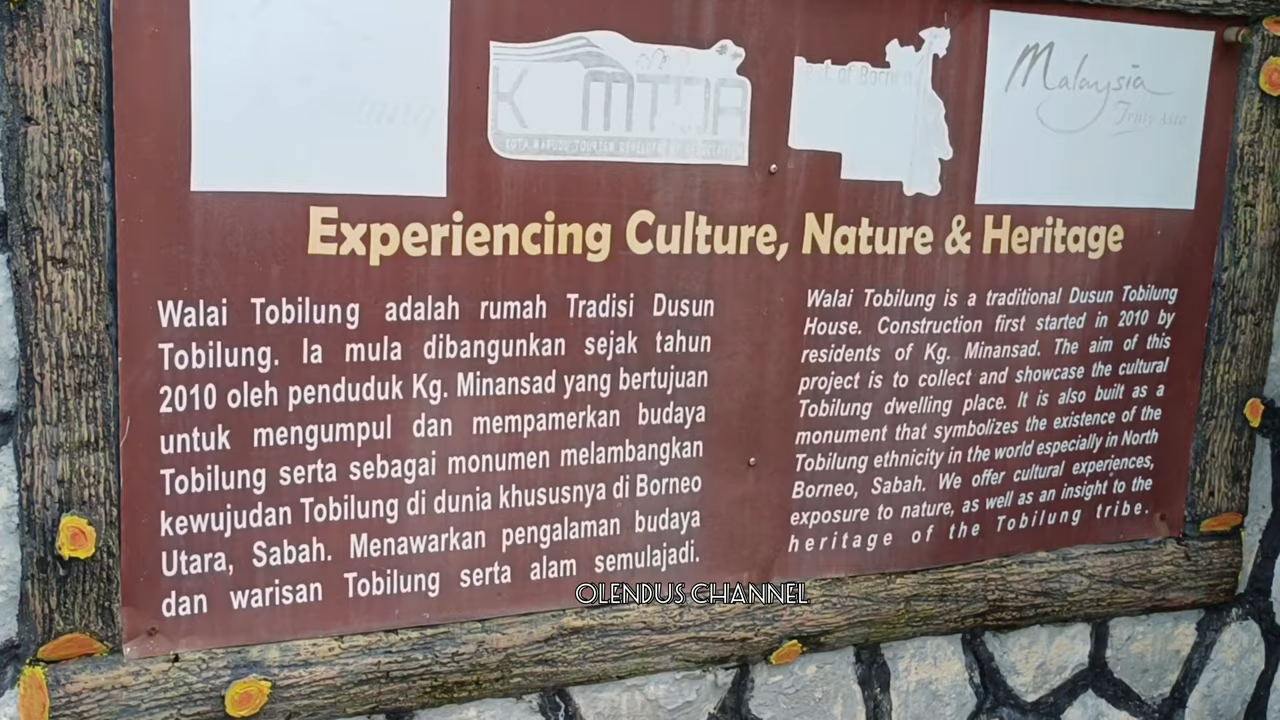 KOTA MARUDU TOURISM
Malaysia
Truly Asia
Experiencing Culture, Nature & Heritage
Walai Tobilung adalah rumah Tradisi Dusun
Tobilung. Ia mula dibangunkan sejak tahun
2010 oleh penduduk Kg. Minansad yang bertujuan
untuk mengumpul dan mempamerkan budaya
Tobilung serta sebagai monumen melambangkan
kewujudan Tobilung di dunia khususnya di Borneo
Utara, Sabah. Menawarkan pengalaman budaya
dan warisan Tobilung serta alam semulajadi.
Walai Tobilung is a traditional Dusun Tobilung
House. Construction first started in 2010 by
residents of Kg. Minansad. The aim of this
project is to collect and showcase the cultural
Tobilung dwelling place. It is also built as a
monument that symbolizes the existence of the
Tobilung ethnicity in the world especially in North
Borneo, Sabah. We offer cultural experiences,
exposure to nature, as well as an insight to the
heritage of the Tobilung tribe.
OLENDUS CHANNEL